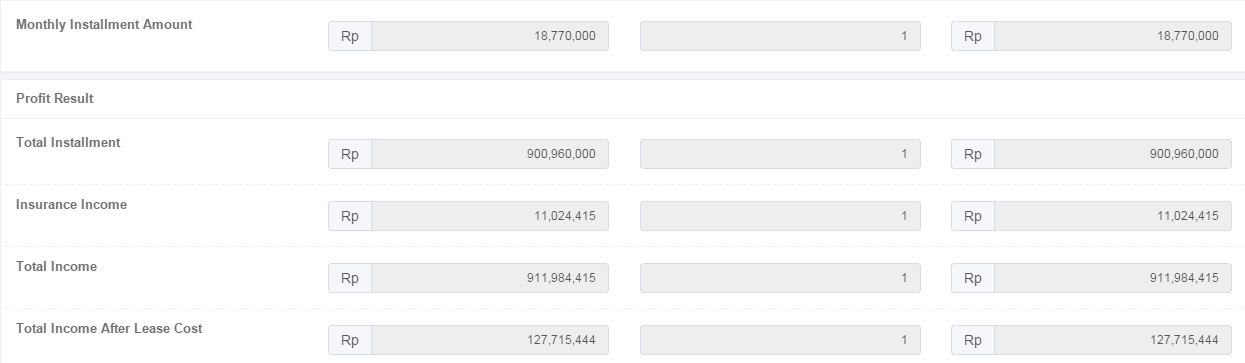 Monthly Installment Amount Rp 18,770,000 1 Rp 18,770,000
Profit Result
Total Installment Rp 900,960,000 1 Rp 900,960,000
Insurance Income Rp 11,024,415 1 Rp 11,024,415
Total Income Rp 911,984,415 1 Rp 911,984,415
Total Income After Lease Cost Rp 127,715,444 1 Rp 127,715,444